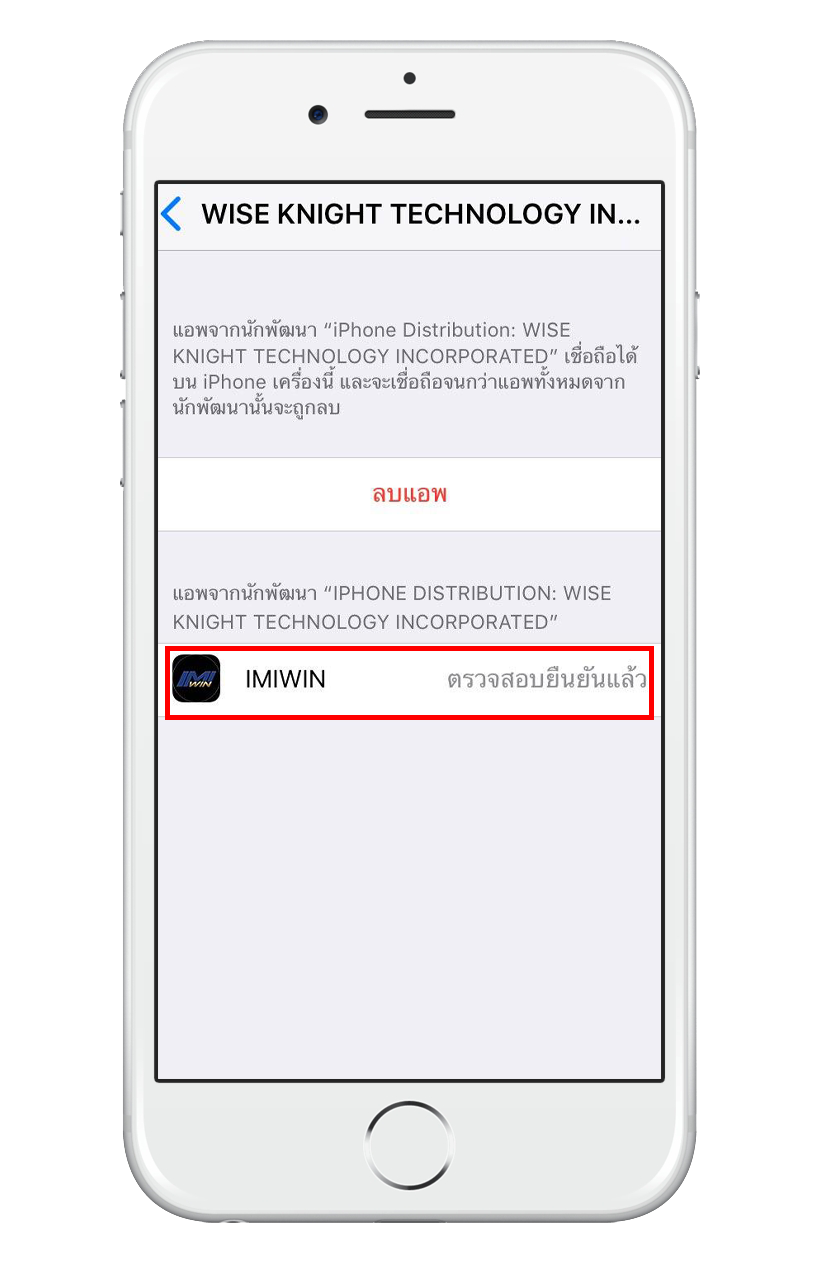 WISE KNIGHT TECHNOLOGY IN...
แอพจากนักพัฒนา “iPhone Distribution: WISE
KNIGHT TECHNOLOGY INCORPORATED” เชื่อถือได้
บน iPhone เครื่องนี้ และจะเชื่อถือจนกว่าแอพทั้งหมดจาก
นักพัฒนานั้นจะถูกลบ
ลบแอพ
แอพจากนักพัฒนา “IPHONE DISTRIBUTION: WISE
KNIGHT TECHNOLOGY INCORPORATED”
IMI
WIN
IMIWIN ตรวจสอบยืนยันแล้ว